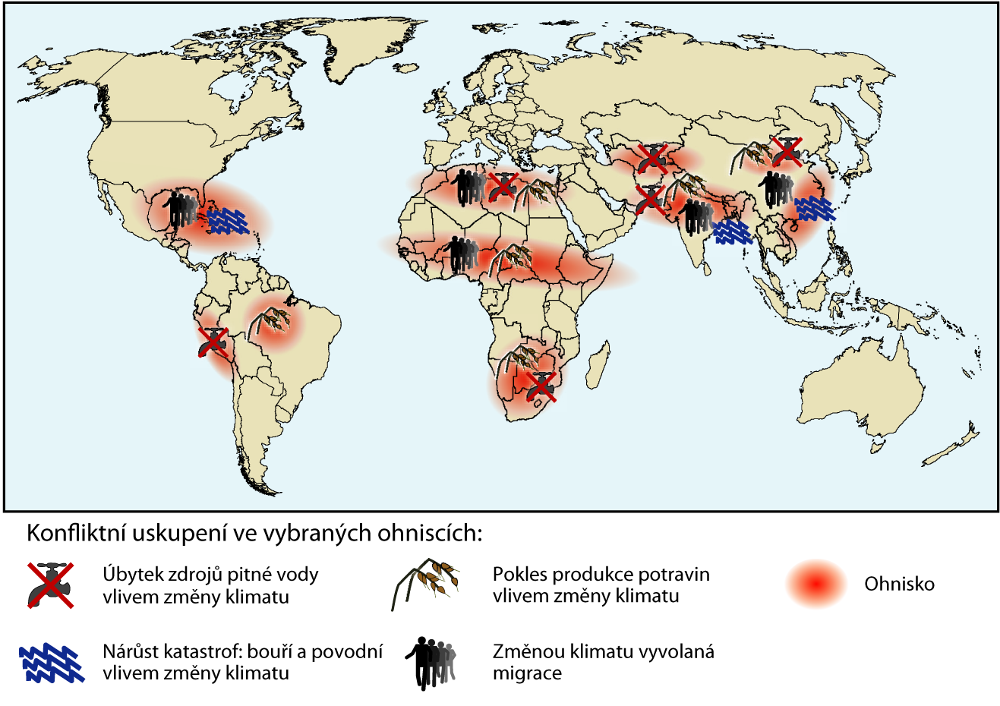 Konfliktní uskupení ve vybraných ohniscích:
Úbytek zdrojů pitné vody
vlivem změny klimatu
Pokles produkce potravin
vlivem změny klimatu
Ohnisko
Nárůst katastrof: bouří a povodní
vlivem změny klimatu
Změnou klimatu vyvolaná
migrace